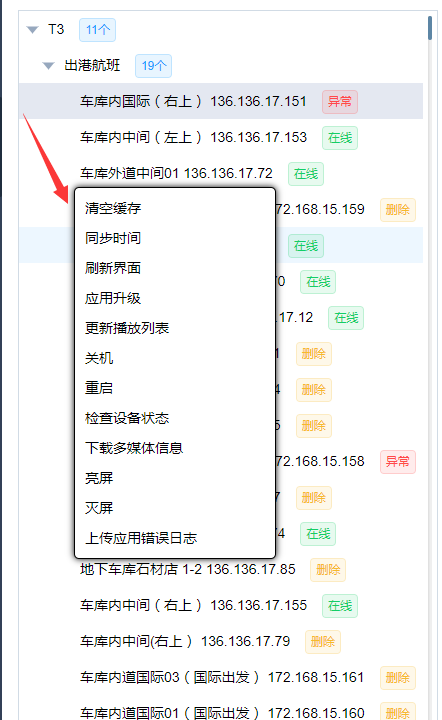 T3 11个
出港航班 19个
车库内国际（右上） 136.136.17.151 异常
车库内中间（左上） 136.136.17.153 在线
车库外道中间01 136.136.17.72 在线
清空缓存
72.168.15.159 删除
同步时间
在线
刷新界面
0 在线
应用升级
.17.12 在线
更新播放列表
1 删除
关机
重启
4 删除
检查设备状态
5 删除
下载多媒体信息
72.168.15.158 异常
亮屏
7 删除
灭屏
74 在线
上传应用错误日志
地下车库石材店 1-2 136.136.17.85 删除
车库内中间（右上） 136.136.17.155 在线
车库内中间(右上） 136.136.17.79 删除
车库内道国际03（国际出发） 172.168.15.161 删除
车库内道国际01（国际出发） 172.168.15.160 删除